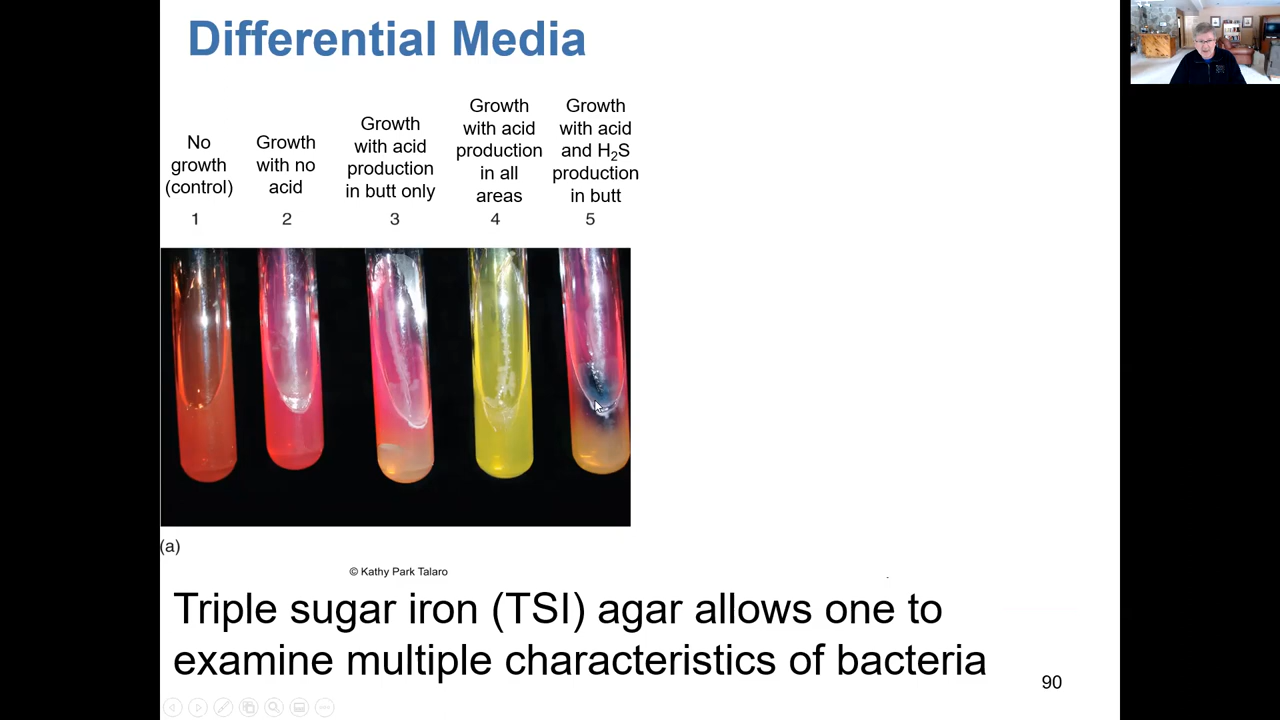 Differential Media
No
growth
(control)
1
Growth
with no
acid
2
Growth
with acid
production
in butt only
3
Growth
with acid
production
in all
areas
4
Growth
with acid
and H₂S
production
in butt
5
(a)
© Kathy Park Talaro
Triple sugar iron (TSI) agar allows one to
examine multiple characteristics of bacteria
90